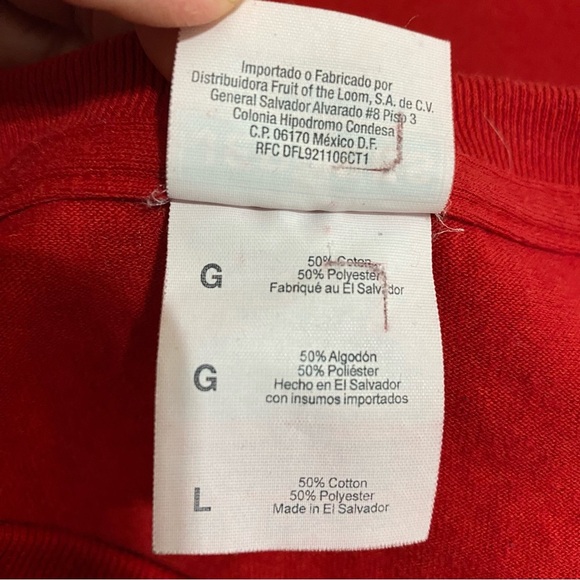 Importado o Fabricado por
Distribuidora Fruit of the Loom, S.A. de C.V.
General Salvador Alvarado #8 Piso 3
Colonia Hipodromo Condesa
C.P. 06170 México D.F.
RFC DFL921106CT1
G
50% Coton
50% Polyester
Fabriqué au El Salvador
G
50% Algodón
50% Poliéster
Hecho en El Salvador
con insumos importados
L
50% Cotton
50% Polyester
Made in El Salvador